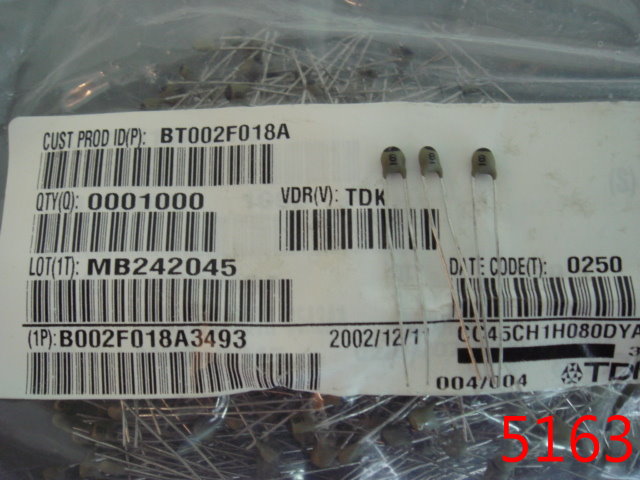 CUST PROD ID(P): BT002F018A
QTY(Q): 0001000 VDR(V): TDK
LOT(1T): MB242045 DATE CODE(T): 0250
(1P): B002F018A3493 2002/12/11 CC45CH1H080DYA
004/004 TDK
5163